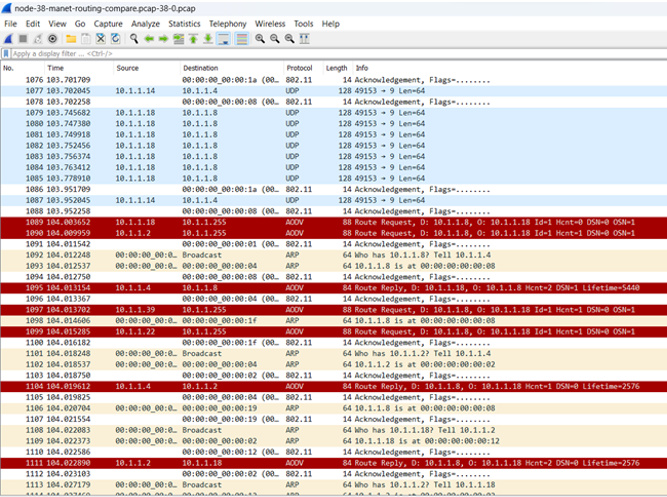 node-38-manet-routing-compare.pcap-38-0.pcap
File Edit View Go Capture Analyze Statistics Telephony Wireless Tools Help
Apply a display filter ... <Ctrl-/>
No. Time Source Destination Protocol Length Info
1076 103.701709 00:00:00_00:00:1a (00… 802.11 14 Acknowledgement, Flags=........
1077 103.702045 10.1.1.14 10.1.1.4 UDP 128 49153 → 9 Len=64
1078 103.702258 00:00:00_00:00:08 (00… 802.11 14 Acknowledgement, Flags=........
1079 103.745682 10.1.1.18 10.1.1.8 UDP 128 49153 → 9 Len=64
1080 103.747380 10.1.1.18 10.1.1.8 UDP 128 49153 → 9 Len=64
1081 103.749918 10.1.1.18 10.1.1.8 UDP 128 49153 → 9 Len=64
1082 103.752456 10.1.1.18 10.1.1.8 UDP 128 49153 → 9 Len=64
1083 103.756374 10.1.1.18 10.1.1.8 UDP 128 49153 → 9 Len=64
1084 103.763412 10.1.1.18 10.1.1.8 UDP 128 49153 → 9 Len=64
1085 103.778910 10.1.1.18 10.1.1.8 UDP 128 49153 → 9 Len=64
1086 103.951709 00:00:00_00:00:1a (00… 802.11 14 Acknowledgement, Flags=........
1087 103.952045 10.1.1.14 10.1.1.4 UDP 128 49153 → 9 Len=64
1088 103.952258 00:00:00_00:00:08 (00… 802.11 14 Acknowledgement, Flags=........
1089 104.003652 10.1.1.18 10.1.1.255 AODV 88 Route Request, D: 10.1.1.8, O: 10.1.1.18 Id=1 Hcnt=0 DSN=0 OSN=1
1090 104.009959 10.1.1.2 10.1.1.255 AODV 88 Route Request, D: 10.1.1.8, O: 10.1.1.18 Id=1 Hcnt=1 DSN=0 OSN=1
1091 104.011542 00:00:00_00:00:01 (00… 802.11 14 Acknowledgement, Flags=........
1092 104.012248 00:00:00_00:0… Broadcast ARP 64 Who has 10.1.1.8? Tell 10.1.1.4
1093 104.012537 00:00:00_00:0… 00:00:00_00:00:04 ARP 64 10.1.1.8 is at 00:00:00:00:00:08
1094 104.012750 00:00:00_00:00:08 (00… 802.11 14 Acknowledgement, Flags=........
1095 104.013154 10.1.1.4 10.1.1.8 AODV 84 Route Reply, D: 10.1.1.18, O: 10.1.1.8 Hcnt=2 DSN=1 Lifetime=5440
1096 104.013367 00:00:00_00:00:04 (00… 802.11 14 Acknowledgement, Flags=........
1097 104.013702 10.1.1.39 10.1.1.255 AODV 88 Route Request, D: 10.1.1.8, O: 10.1.1.18 Id=1 Hcnt=1 DSN=0 OSN=1
1098 104.014606 00:00:00_00:0… 00:00:00_00:00:1f ARP 64 10.1.1.8 is at 00:00:00:00:00:08
1099 104.015285 10.1.1.22 10.1.1.255 AODV 88 Route Request, D: 10.1.1.8, O: 10.1.1.18 Id=1 Hcnt=1 DSN=0 OSN=1
1100 104.016182 00:00:00_00:00:1f (00… 802.11 14 Acknowledgement, Flags=........
1101 104.018248 00:00:00_00:0… Broadcast ARP 64 Who has 10.1.1.2? Tell 10.1.1.4
1102 104.018537 00:00:00_00:0… 00:00:00_00:00:04 ARP 64 10.1.1.2 is at 00:00:00:00:00:02
1103 104.018750 00:00:00_00:00:02 (00… 802.11 14 Acknowledgement, Flags=........
1104 104.019612 10.1.1.4 10.1.1.2 AODV 84 Route Reply, D: 10.1.1.8, O: 10.1.1.18 Hcnt=1 DSN=0 Lifetime=2576
1105 104.019825 00:00:00_00:00:04 (00… 802.11 14 Acknowledgement, Flags=........
1106 104.020704 00:00:00_00:0… 00:00:00_00:00:19 ARP 64 10.1.1.8 is at 00:00:00:00:00:08
1107 104.021554 00:00:00_00:00:19 (00… 802.11 14 Acknowledgement, Flags=........
1108 104.022083 00:00:00_00:0… Broadcast ARP 64 Who has 10.1.1.18? Tell 10.1.1.2
1109 104.022373 00:00:00_00:0… 00:00:00_00:00:02 ARP 64 10.1.1.18 is at 00:00:00:00:00:12
1110 104.022586 00:00:00_00:00:12 (00… 802.11 14 Acknowledgement, Flags=........
1111 104.022890 10.1.1.2 10.1.1.18 AODV 84 Route Reply, D: 10.1.1.8, O: 10.1.1.18 Hcnt=2 DSN=0 Lifetime=2576
1112 104.023103 00:00:00_00:00:02 (00… 802.11 14 Acknowledgement, Flags=........
1113 104.027179 00:00:00_00:0… Broadcast ARP 64 Who has 10.1.1.2? Tell 10.1.1.18